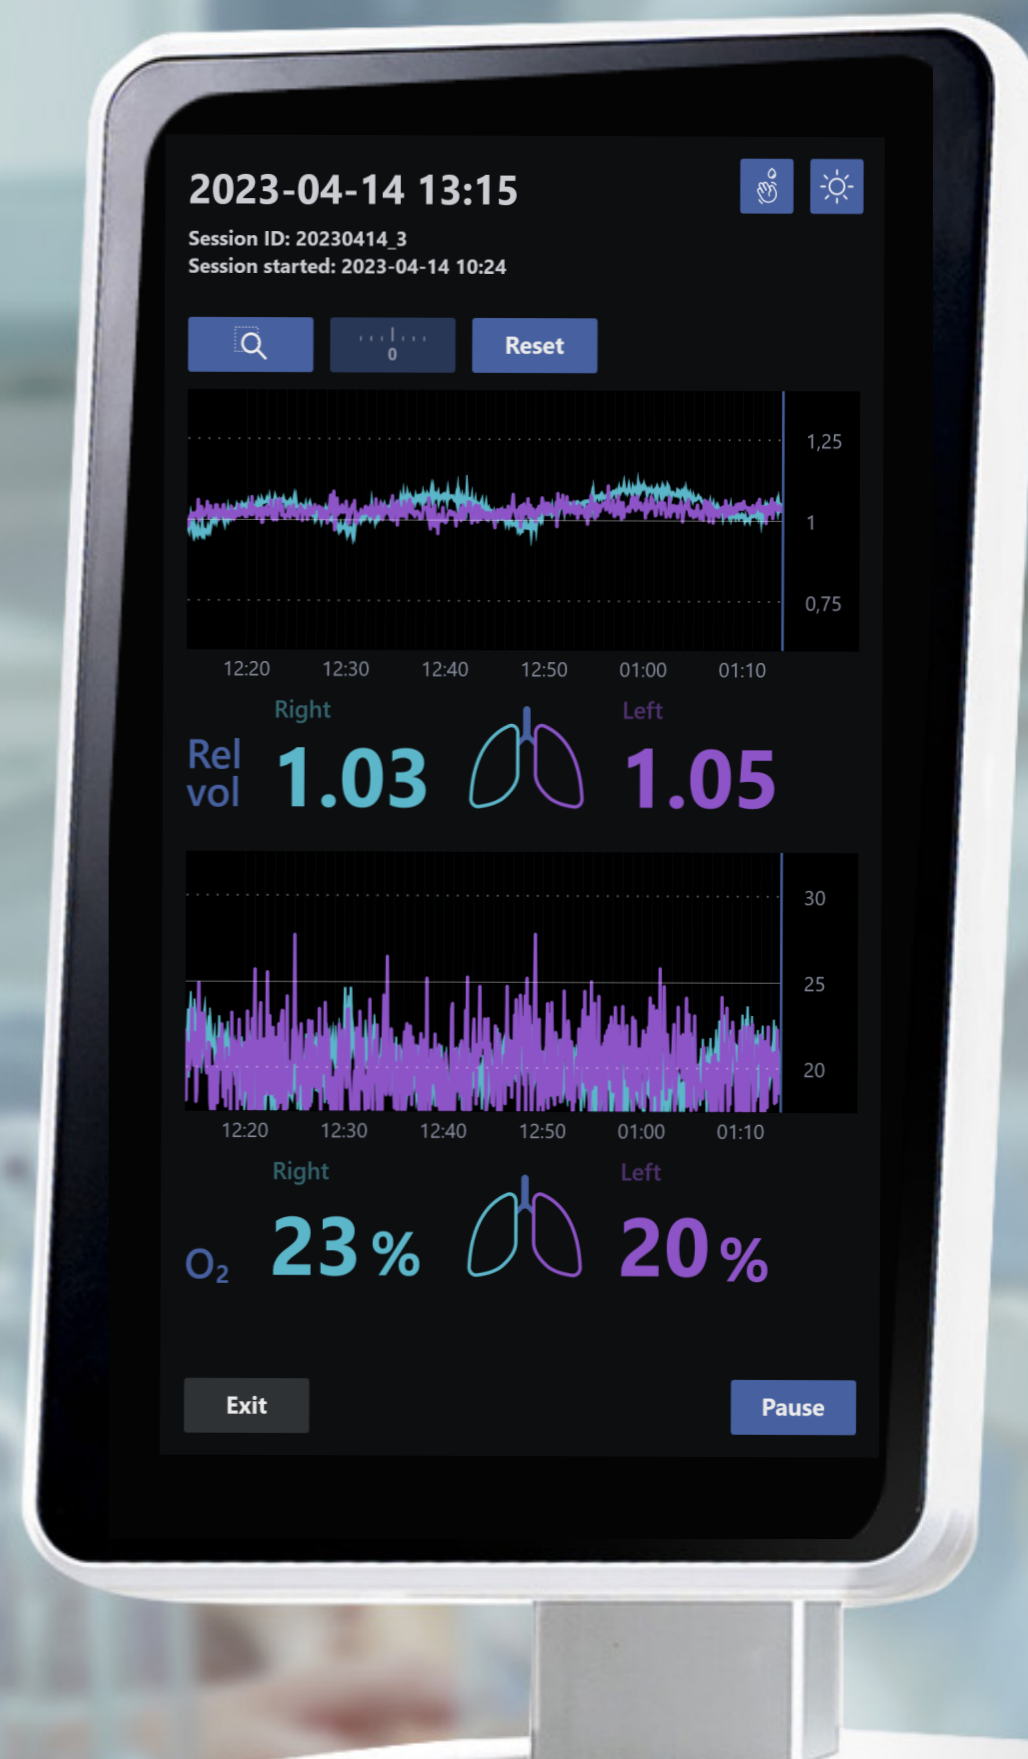 2023-04-14 13:15
Session ID: 20230414_3
Session started: 2023-04-14 10:24
0
Reset
1,25
1
0,75
12:20 12:30 12:40 12:50 01:00 01:10
Right Left
Rel vol 1.03 1.05
30
25
20
12:20 12:30 12:40 12:50 01:00 01:10
Right Left
O₂ 23 % 20 %
Exit Pause